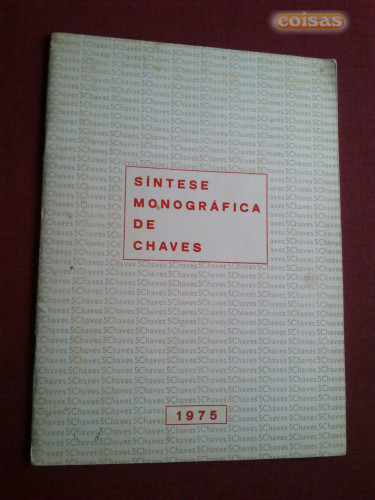 coisas
SÍNTESE
MONOGRÁFICA
DE
CHAVES
1975